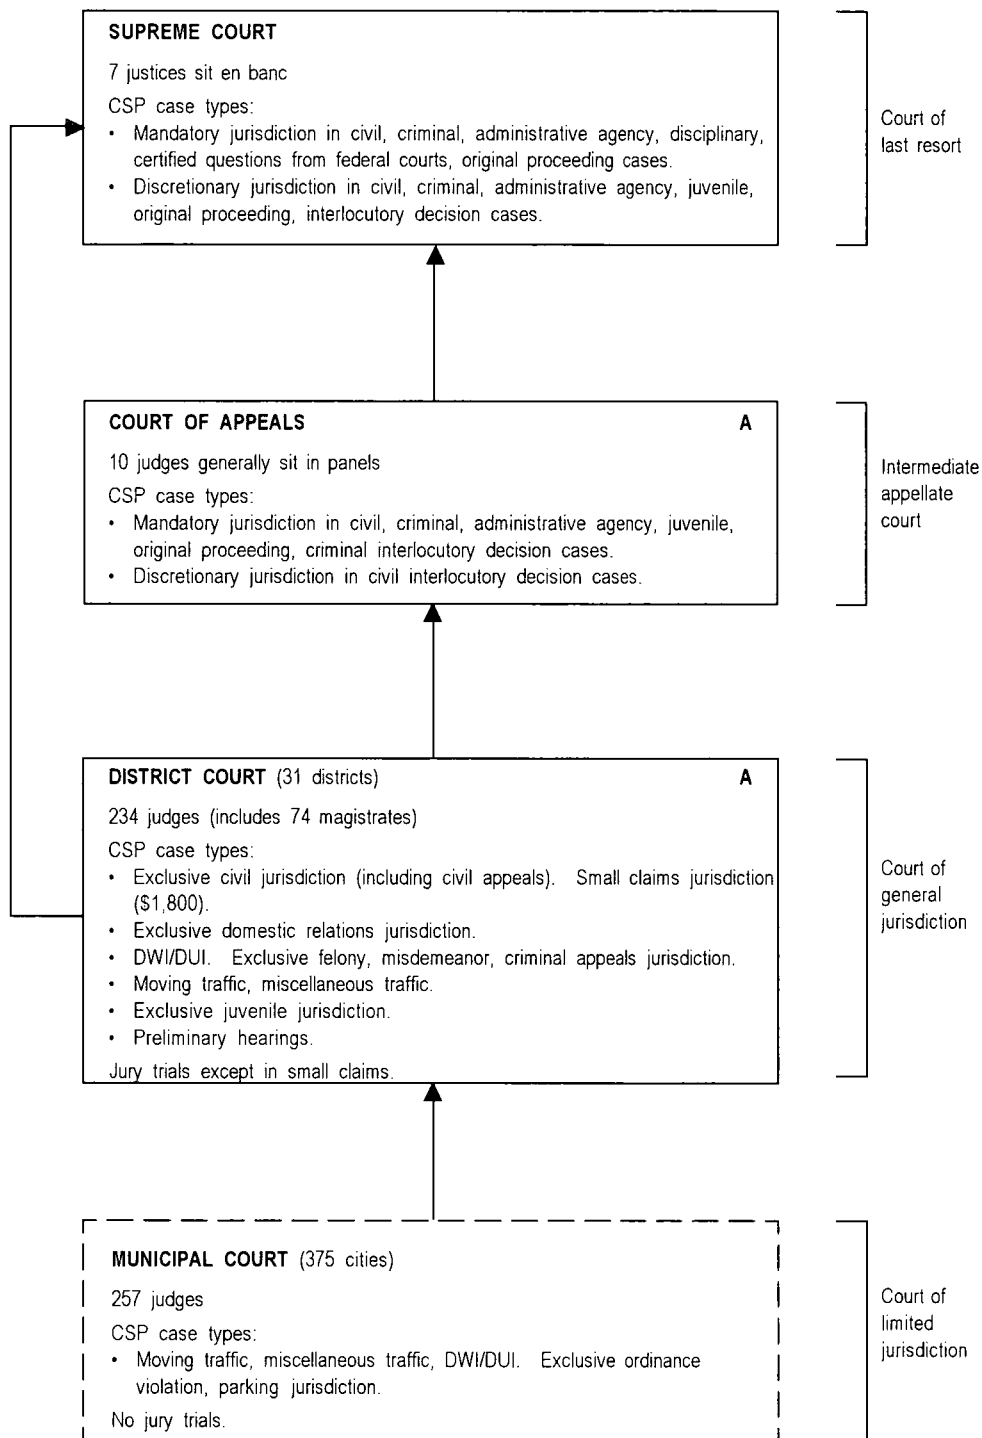 SUPREME COURT
7 justices sit en banc
CSP case types:
• Mandatory jurisdiction in civil, criminal, administrative agency, disciplinary,
certified questions from federal courts, original proceeding cases.
• Discretionary jurisdiction in civil, criminal, administrative agency, juvenile,
original proceeding, interlocutory decision cases.
Court of
last resort
COURT OF APPEALS A
10 judges generally sit in panels
CSP case types:
• Mandatory jurisdiction in civil, criminal, administrative agency, juvenile,
original proceeding, criminal interlocutory decision cases.
• Discretionary jurisdiction in civil interlocutory decision cases.
Intermediate
appellate
court
DISTRICT COURT (31 districts) A
234 judges (includes 74 magistrates)
CSP case types:
• Exclusive civil jurisdiction (including civil appeals). Small claims jurisdiction
($1,800).
• Exclusive domestic relations jurisdiction.
• DWI/DUI. Exclusive felony, misdemeanor, criminal appeals jurisdiction.
• Moving traffic, miscellaneous traffic.
• Exclusive juvenile jurisdiction.
• Preliminary hearings.
Jury trials except in small claims.
Court of
general
jurisdiction
MUNICIPAL COURT (375 cities)
257 judges
CSP case types:
• Moving traffic, miscellaneous traffic, DWI/DUI. Exclusive ordinance
violation, parking jurisdiction.
No jury trials.
Court of
limited
jurisdiction